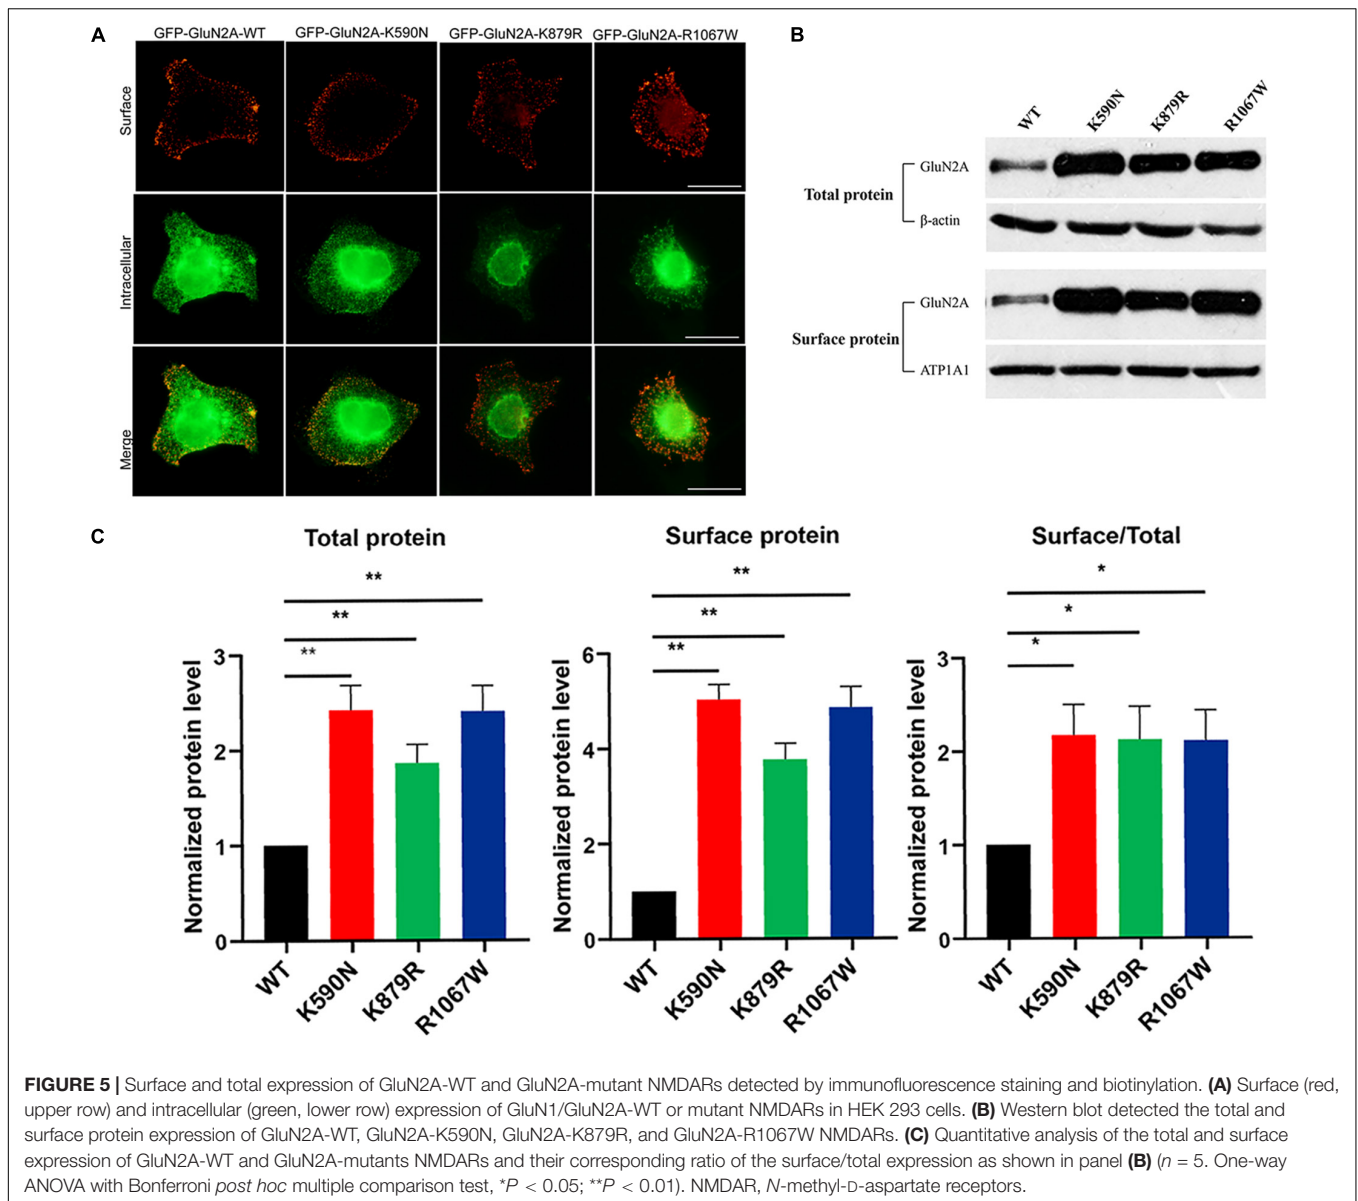 A
GFP-GluN2A-WT GFP-GluN2A-K590N GFP-GluN2A-K879R GFP-GluN2A-R1067W
Surface
Intracellular
Merge
B
WT K590N K879R R1067W
Total protein
GluN2A
β-actin
Surface protein
GluN2A
ATP1A1
C
Total protein
**
**
**
Normalized protein level
3
2
1
0
WT K590N K879R R1067W
Surface protein
**
**
**
Normalized protein level
6
4
2
0
WT K590N K879R R1067W
Surface/Total
*
*
*
Normalized protein level
3
2
1
0
WT K590N K879R R1067W
FIGURE 5 | Surface and total expression of GluN2A-WT and GluN2A-mutant NMDARs detected by immunofluorescence staining and biotinylation. (A) Surface (red,
upper row) and intracellular (green, lower row) expression of GluN1/GluN2A-WT or mutant NMDARs in HEK 293 cells. (B) Western blot detected the total and
surface protein expression of GluN2A-WT, GluN2A-K590N, GluN2A-K879R, and GluN2A-R1067W NMDARs. (C) Quantitative analysis of the total and surface
expression of GluN2A-WT and GluN2A-mutants NMDARs and their corresponding ratio of the surface/total expression as shown in panel (B) (n = 5. One-way
ANOVA with Bonferroni post hoc multiple comparison test, *P < 0.05; **P < 0.01). NMDAR, N-methyl-D-aspartate receptors.